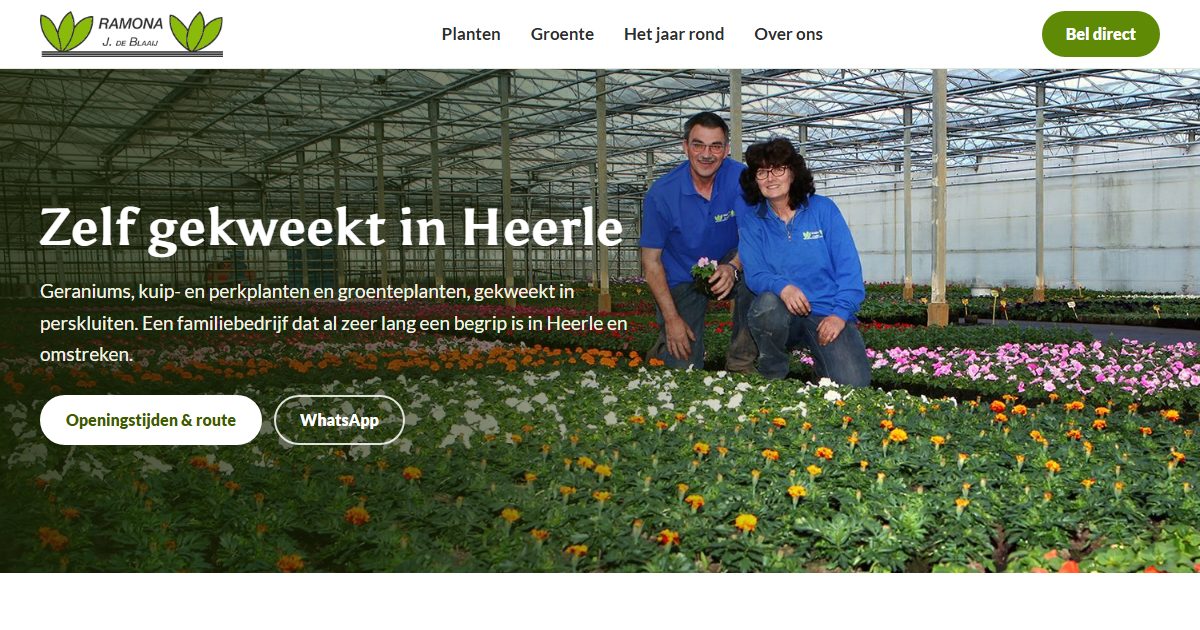 RAMONA
J. DE BLAAIJ
Planten
Groente
Het jaar rond
Over ons
Bel direct
Zelf gekweekt in Heerle
Geraniums, kuip- en perkplanten en groenteplanten, gekweekt in
perskluiten. Een familiebedrijf dat al zeer lang een begrip is in Heerle en
omstreken.
Openingstijden & route
WhatsApp